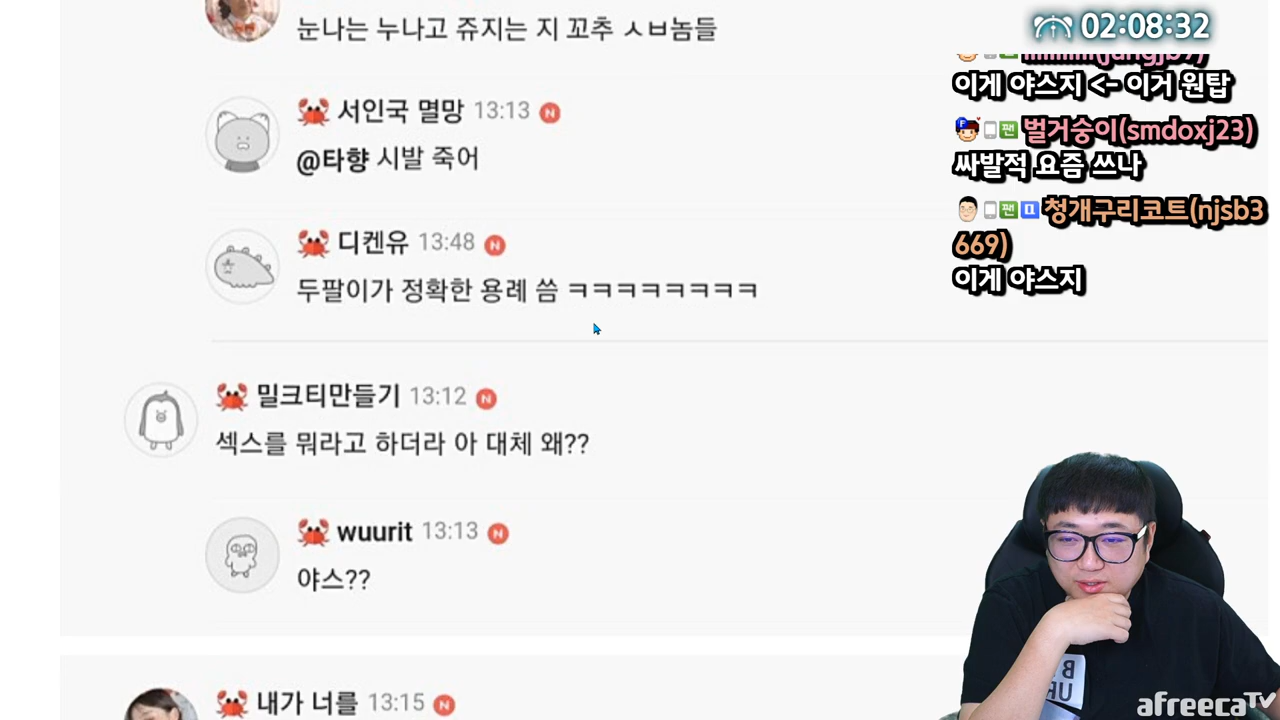 눈나는 누나고 쥬지는 지 꼬추 ㅅㅂ놈들
서인국 멸망 13:13 N
@타향 시발 죽어
디켄유 13:48 N
두팔이가 정확한 용례 씀 ㅋㅋㅋㅋㅋㅋㅋㅋ
밀크티만들기 13:12 N
섹스를 뭐라고 하더라 아 대체 왜??
wuurit 13:13 N
야스??
내가 너를 13:15 N
02:08:32
이게 야스지 <- 이거 원탑
F 팬 벌거숭이(smdoxj23)
싸발적 요즘 쓰나
팬 청개구리코트(njsb3
669)
이게 야스지
afreecaTV